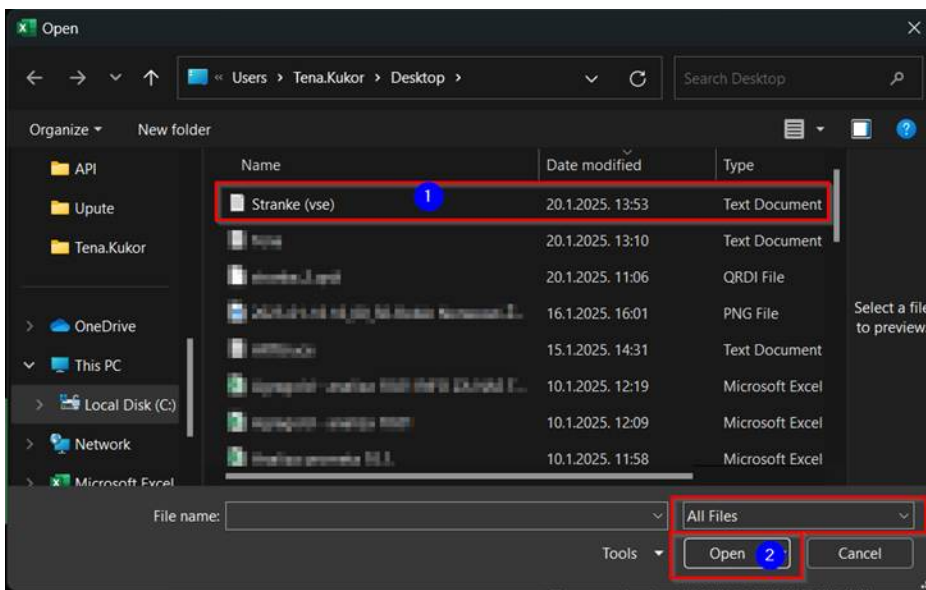 Open
« Users > Tena.Kukor > Desktop >
Search Desktop
Organize
New folder
API
Upute
Tena.Kukor
OneDrive
This PC
Local Disk (C:)
Network
Microsoft Excel
Name Date modified Type
Stranke (vse) 1 20.1.2025. 13:53 Text Document
20.1.2025. 13:10 Text Document
20.1.2025. 11:06 QRDI File
16.1.2025. 16:01 PNG File
15.1.2025. 14:31 Text Document
10.1.2025. 12:19 Microsoft Excel
10.1.2025. 12:09 Microsoft Excel
10.1.2025. 11:58 Microsoft Excel
Select a file
to preview.
File name:
All Files
Tools
Open 2
Cancel